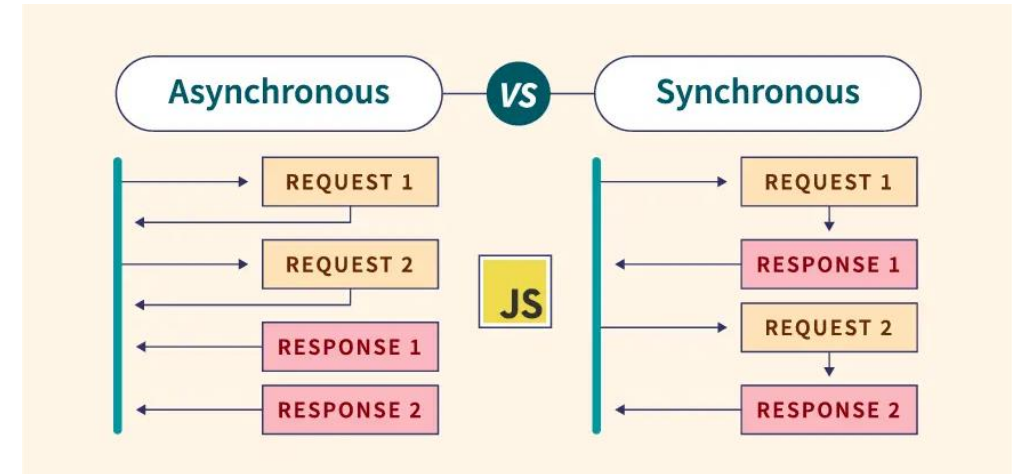 Asynchronous
VS
Synchronous
REQUEST 1
REQUEST 2
RESPONSE 1
RESPONSE 2
JS
REQUEST 1
RESPONSE 1
REQUEST 2
RESPONSE 2